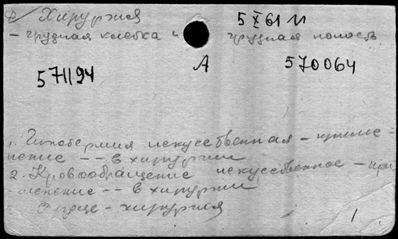 Хирургия 5 X 61 М
– грудная клетка и грудная полость
571194 А 570064
1. Гипотермия искусственная – приме-
нение -- в хирургии
2. Кровообращение искусственное – при-
менение -- в хирургии
Сердце – хирургия
1